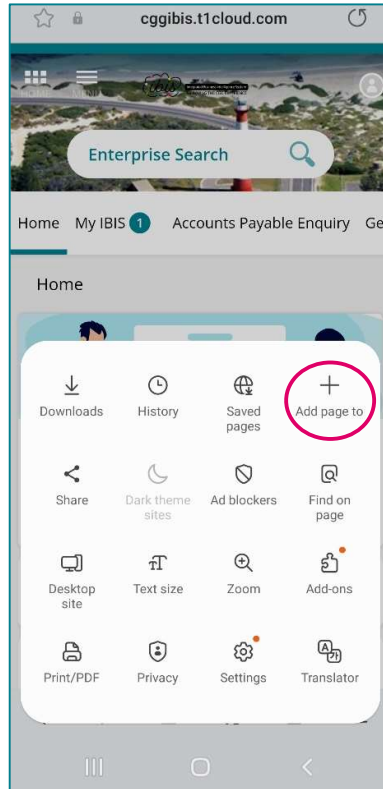 cggibis.t1cloud.com
ibis
Enterprise Search
Home My IBIS 1 Accounts Payable Enquiry Ge
Home
Downloads History Saved pages Add page to
Share Dark theme sites Ad blockers Find on page
Desktop site Text size Zoom Add-ons
Print/PDF Privacy Settings Translator